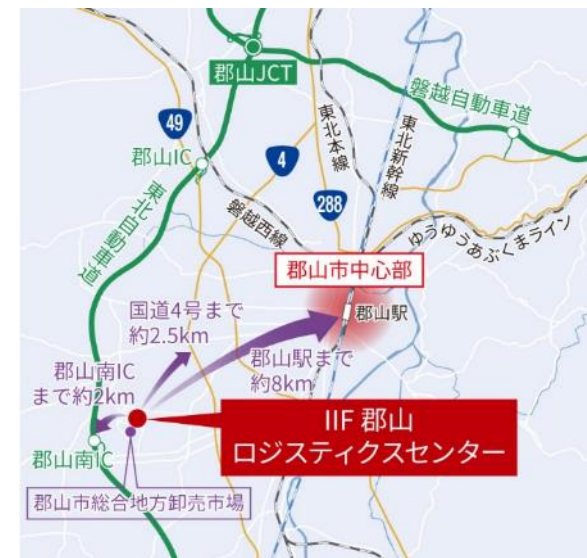 郡山JCT
磐越自動車道
49
東北本線
東北新幹線
郡山IC
4
288
東北自動車道
磐越西線
ゆうゆうあぶくまライン
郡山市中心部
国道4号まで
約2.5km
郡山駅
郡山駅まで
約8km
郡山南IC
まで約2km
IIF 郡山
ロジスティクスセンター
郡山南IC
郡山市総合地方卸売市場